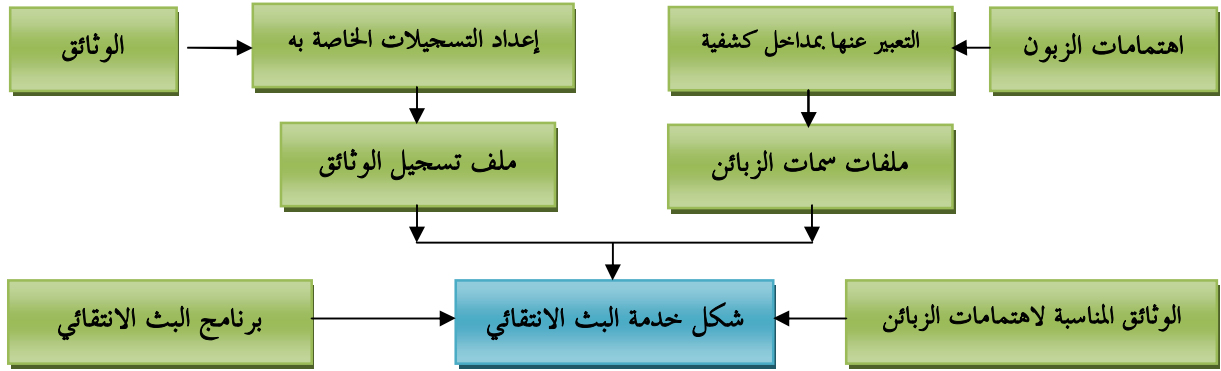 اهتمامات الزبون
التعبير عنها بمداخل كشفية
إعداد التسجيلات الخاصة به
الوثائق
ملفات سمات الزبائن
ملف تسجيل الوثائق
الوثائق المناسبة لاهتمامات الزبائن
شكل خدمة البث الانتقائي
برنامج البث الانتقائي